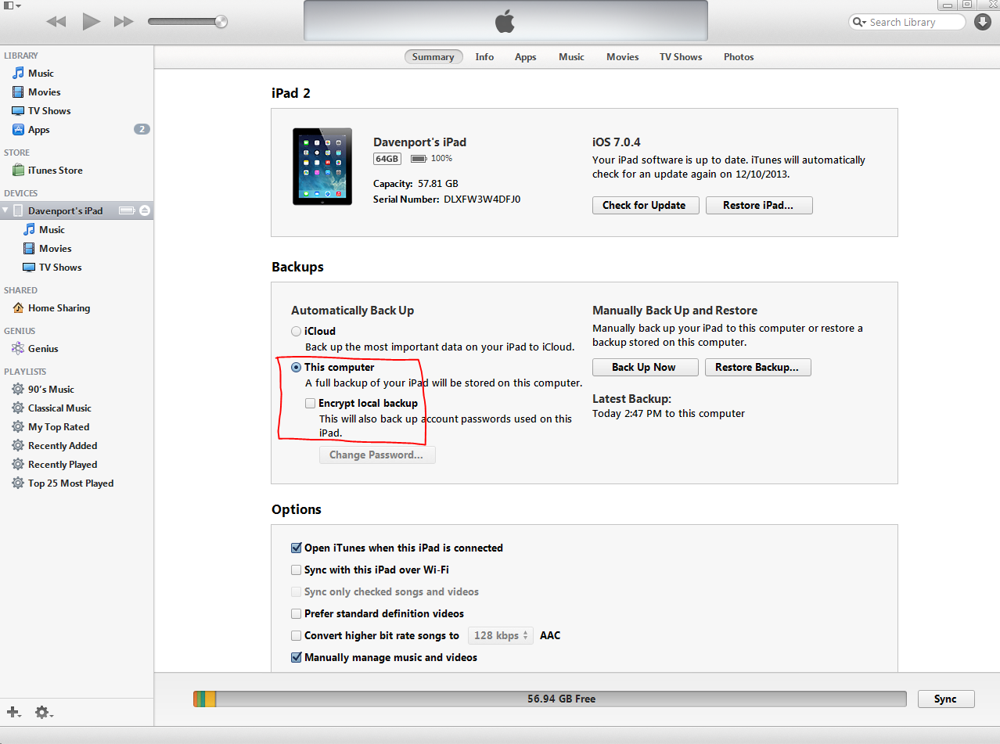 Search Library
LIBRARY
Music
Movies
TV Shows
Apps 2
STORE
iTunes Store
DEVICES
Davenport's iPad
Music
Movies
TV Shows
SHARED
Home Sharing
GENIUS
Genius
PLAYLISTS
90's Music
Classical Music
My Top Rated
Recently Added
Recently Played
Top 25 Most Played
Summary Info Apps Music Movies TV Shows Photos
iPad 2
Davenport's iPad
64GB 100%
Capacity: 57.81 GB
Serial Number: DLXFW3W4DFJ0
iOS 7.0.4
Your iPad software is up to date. iTunes will automatically
check for an update again on 12/10/2013.
Check for Update Restore iPad...
Backups
Automatically Back Up
iCloud
Back up the most important data on your iPad to iCloud.
This computer
A full backup of your iPad will be stored on this computer.
Encrypt local backup
This will also back up account passwords used on this
iPad.
Change Password...
Manually Back Up and Restore
Manually back up your iPad to this computer or restore a
backup stored on this computer.
Back Up Now Restore Backup...
Latest Backup:
Today 2:47 PM to this computer
Options
Open iTunes when this iPad is connected
Sync with this iPad over Wi-Fi
Sync only checked songs and videos
Prefer standard definition videos
Convert higher bit rate songs to 128 kbps AAC
Manually manage music and videos
56.94 GB Free
Sync